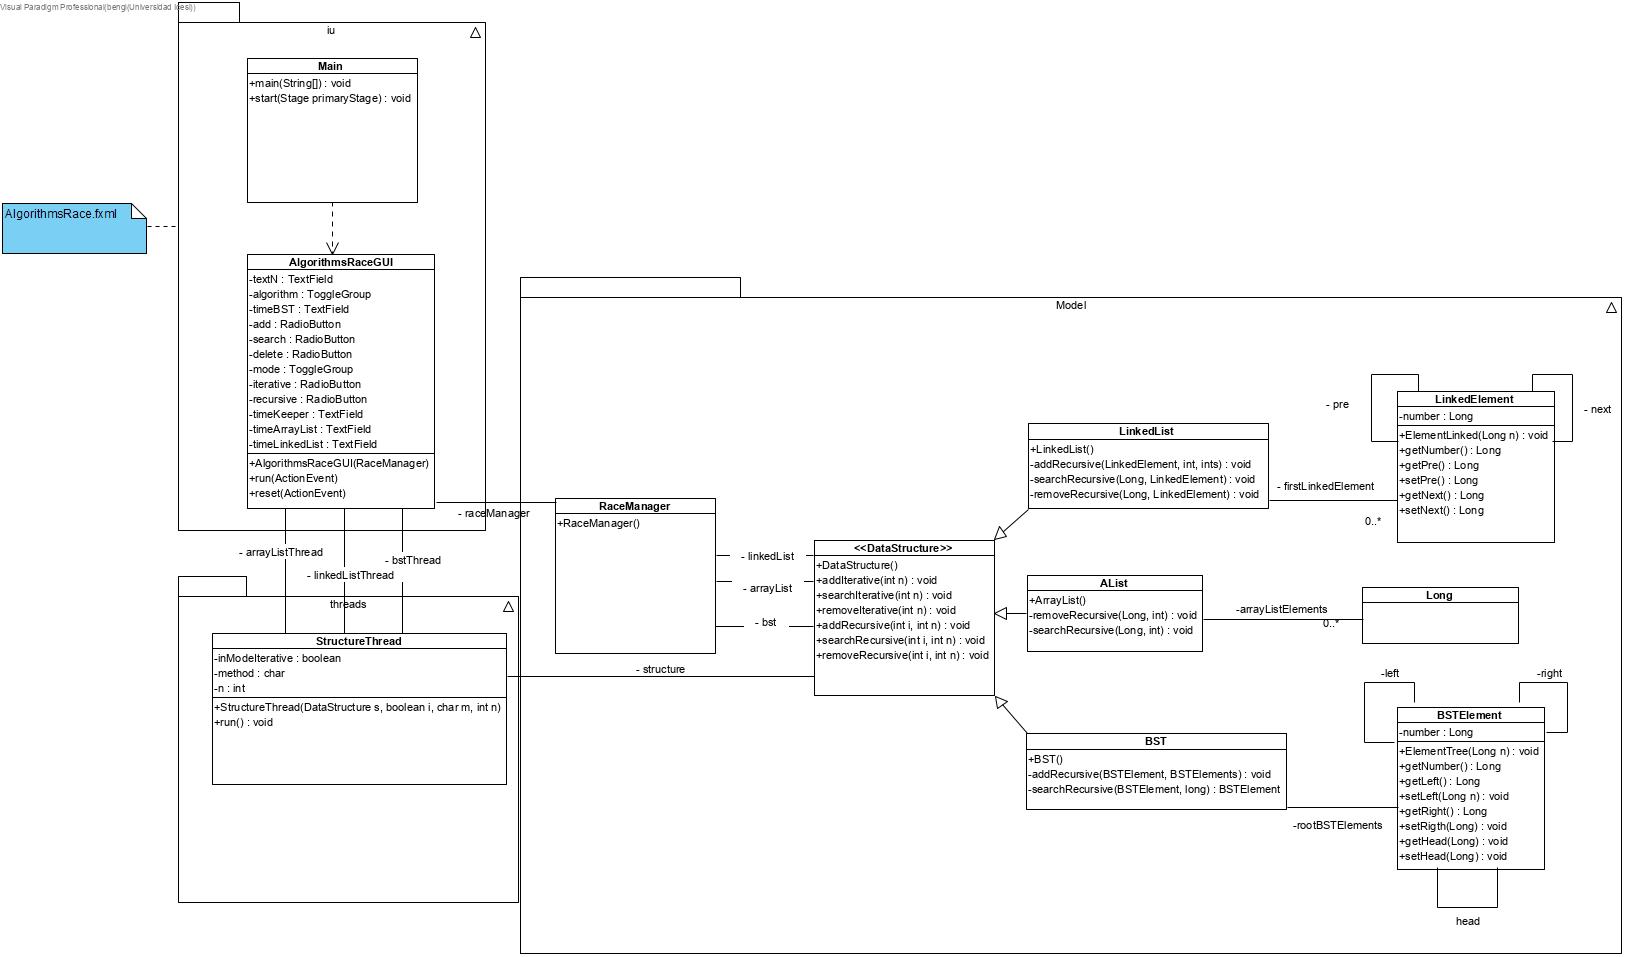 Visual Paradigm Professional(bengi(Universidad Icesi))
iu
Main
+main(String[]) : void
+start(Stage primaryStage) : void
AlgorithmsRace.fxml
AlgorithmsRaceGUI
-textN : TextField
-algorithm : ToggleGroup
-timeBST : TextField
-add : RadioButton
-search : RadioButton
-delete : RadioButton
-mode : ToggleGroup
-iterative : RadioButton
-recursive : RadioButton
-timeKeeper : TextField
-timeArrayList : TextField
-timeLinkedList : TextField
+AlgorithmsRaceGUI(RaceManager)
+run(ActionEvent)
+reset(ActionEvent)
- raceManager
- arrayListThread
- linkedListThread
- bstThread
threads
StructureThread
-inModeIterative : boolean
-method : char
-n : int
+StructureThread(DataStructure s, boolean i, char m, int n)
+run() : void
- structure
Model
RaceManager
+RaceManager()
- linkedList
- arrayList
- bst
<<DataStructure>>
+DataStructure()
+addIterative(int n) : void
+searchIterative(int n) : void
+removeIterative(int n) : void
+addRecursive(int i, int n) : void
+searchRecursive(int i, int n) : void
+removeRecursive(int i, int n) : void
LinkedList
+LinkedList()
-addRecursive(LinkedElement, int, ints) : void
-searchRecursive(Long, LinkedElement) : void
-removeRecursive(Long, LinkedElement) : void
- firstLinkedElement
0..*
- pre
- next
LinkedElement
-number : Long
+ElementLinked(Long n) : void
+getNumber() : Long
+getPre() : Long
+setPre() : Long
+getNext() : Long
+setNext() : Long
AList
+ArrayList()
-removeRecursive(Long, int) : void
-searchRecursive(Long, int) : void
-arrayListElements
0..*
Long
BST
+BST()
-addRecursive(BSTElement, BSTElements) : void
-searchRecursive(BSTElement, long) : BSTElement
-rootBSTElements
-left
-right
BSTElement
-number : Long
+ElementTree(Long n) : void
+getNumber() : Long
+getLeft() : Long
+setLeft(Long n) : void
+getRight() : Long
+setRigth(Long) : void
+getHead(Long) : void
+setHead(Long) : void
head